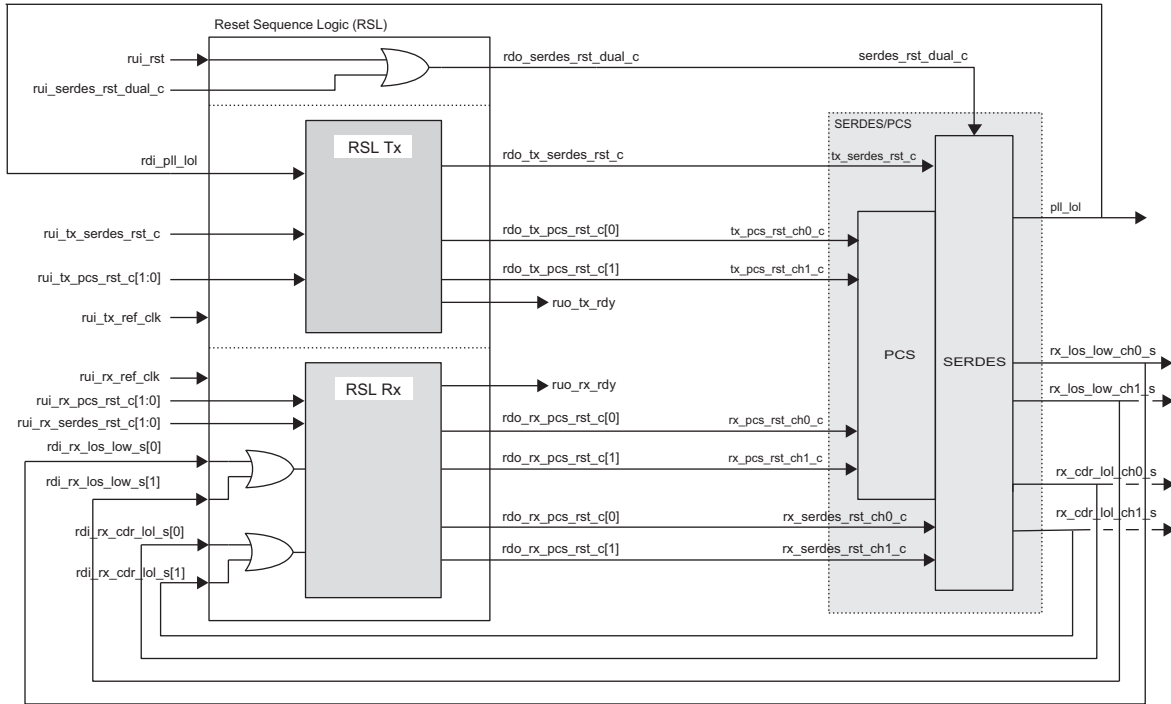 Reset Sequence Logic (RSL)
rui_rst
rui_serdes_rst_dual_c
rdo_serdes_rst_dual_c
serdes_rst_dual_c
SERDES/PCS
RSL Tx
rdi_pll_lol
rdo_tx_serdes_rst_c
tx_serdes_rst_c
pll_lol
rui_tx_serdes_rst_c
rdo_tx_pcs_rst_c[0]
tx_pcs_rst_ch0_c
rui_tx_pcs_rst_c[1:0]
rdo_tx_pcs_rst_c[1]
tx_pcs_rst_ch1_c
ruo_tx_rdy
rui_tx_ref_clk
PCS
SERDES
rx_los_low_ch0_s
rui_rx_ref_clk
RSL Rx
ruo_rx_rdy
rx_los_low_ch1_s
rui_rx_pcs_rst_c[1:0]
rui_rx_serdes_rst_c[1:0]
rdo_rx_pcs_rst_c[0]
rx_pcs_rst_ch0_c
rdi_rx_los_low_s[0]
rdo_rx_pcs_rst_c[1]
rx_pcs_rst_ch1_c
rx_cdr_lol_ch0_s
rdi_rx_los_low_s[1]
rdo_rx_pcs_rst_c[0]
rx_serdes_rst_ch0_c
rx_cdr_lol_ch1_s
rdi_rx_cdr_lol_s[0]
rdo_rx_pcs_rst_c[1]
rx_serdes_rst_ch1_c
rdi_rx_cdr_lol_s[1]